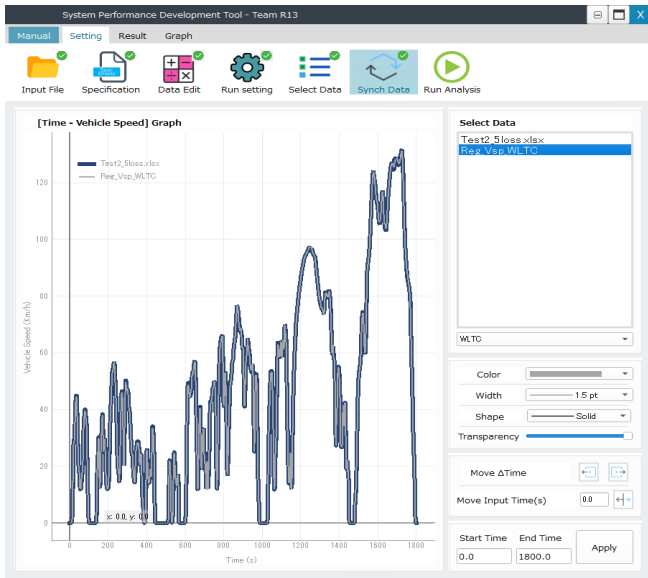 System Performance Development Tool - Team R13
Manual Setting Result Graph
Input File Specification Data Edit Run setting Select Data Synch Data Run Analysis
[Time - Vehicle Speed] Graph
Test2_5loss.xlsx
Reg_Vsp_WLTC
120
100
80
60
40
20
0
Vehicle Speed (Km/h)
x: 0.0, y: 0.0
0 200 400 600 800 1000 1200 1400 1600 1800
Time (s)
Select Data
Test2_5loss.xlsx
Reg_Vsp_WLTC
WLTC
Color
Width 1.5 pt
Shape Solid
Transparency
Move ΔTime
Move Input Time(s) 0.0
Start Time End Time
0.0 1800.0 Apply